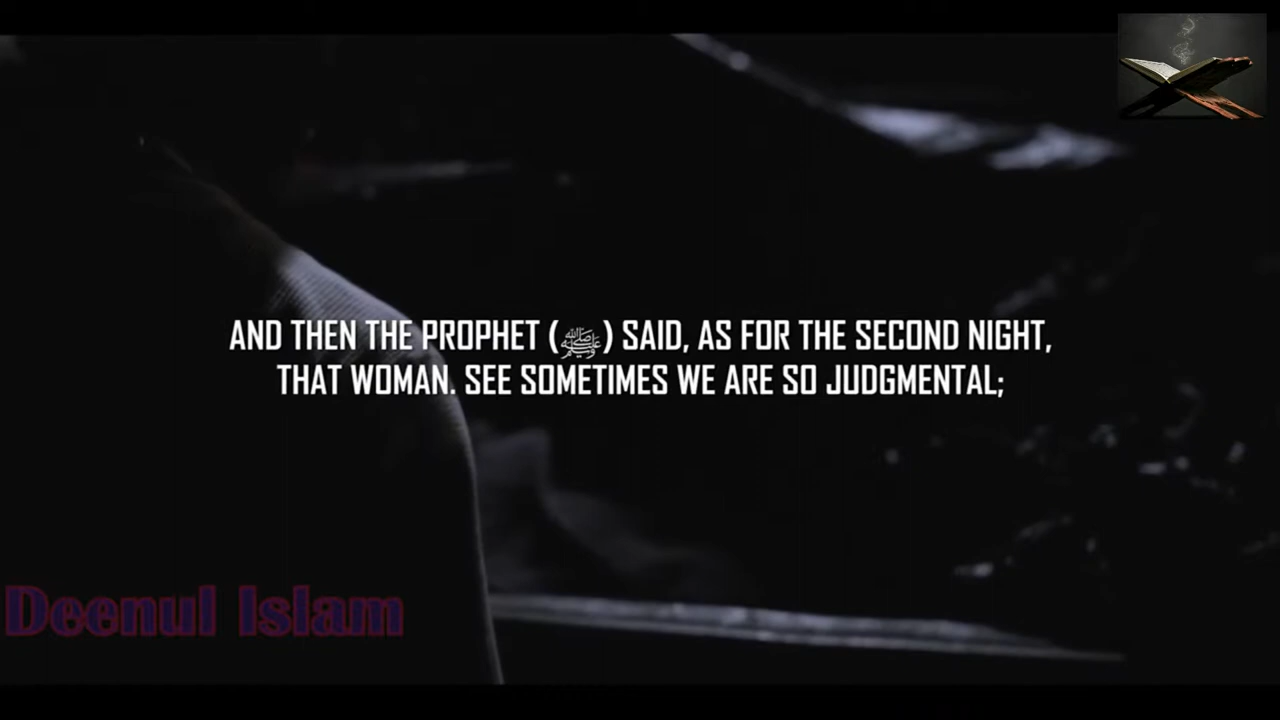 AND THEN THE PROPHET (ﷺ) SAID, AS FOR THE SECOND NIGHT,
THAT WOMAN. SEE SOMETIMES WE ARE SO JUDGMENTAL;
Deenul Islam